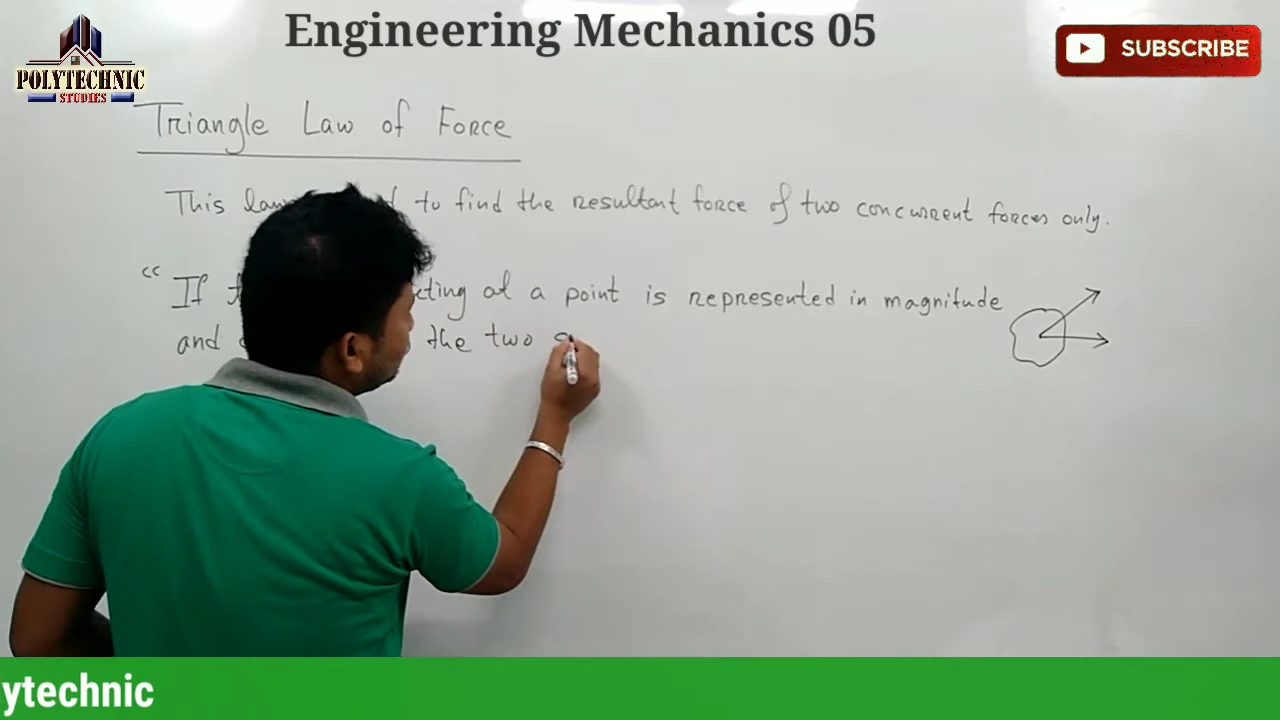 Engineering Mechanics 05
POLYTECHNIC
STUDIES
SUBSCRIBE
Triangle Law of Force
This to find the resultant force of two concurrent forces only.
“ If acting at a point is represented in magnitude
and the two
ytechnic